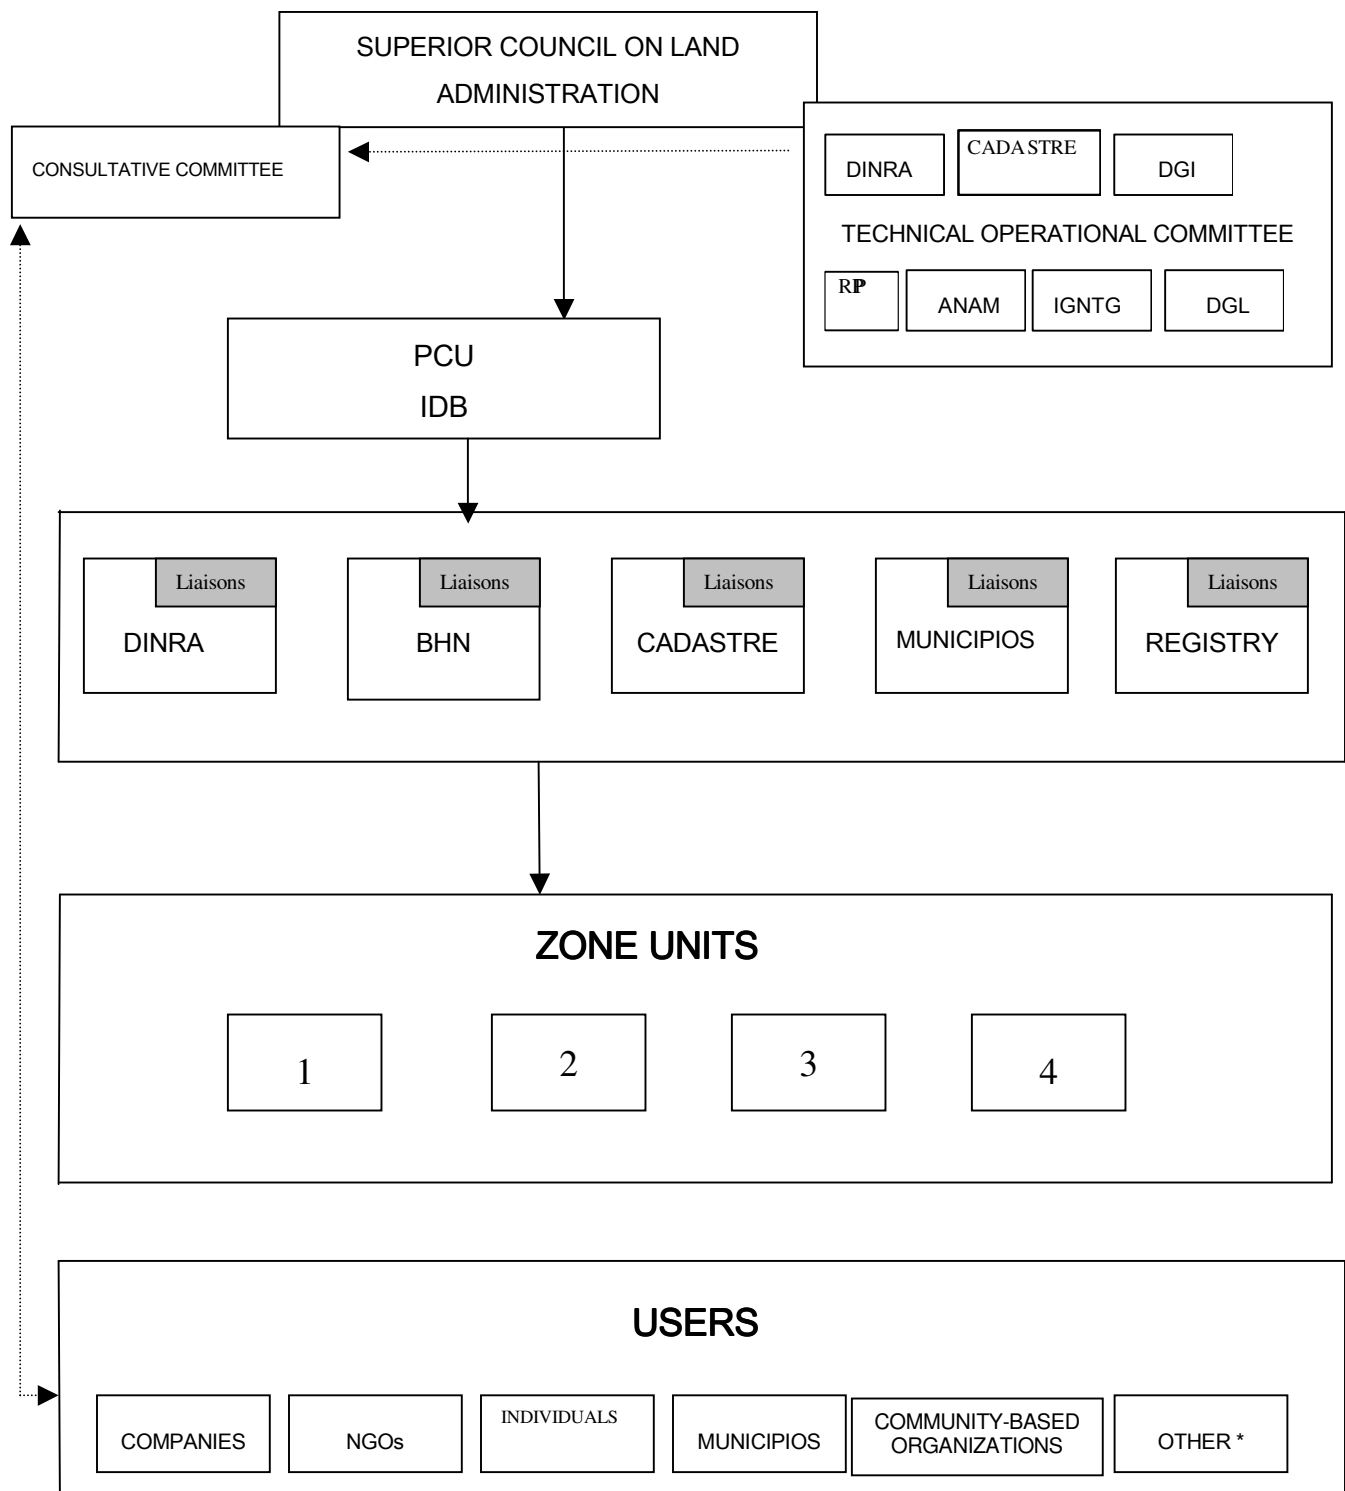 SUPERIOR COUNCIL ON LAND
ADMINISTRATION
CONSULTATIVE COMMITTEE
DINRA
CADASTRE
DGI
TECHNICAL OPERATIONAL COMMITTEE
ANAM
IGNTG
DGL
PCU
IDB
Liaisons
DINRA
Liaisons
BHN
Liaisons
CADASTRE
Liaisons
MUNICIPIOS
Liaisons
REGISTRY
ZONE UNITS
1
2
3
4
USERS
COMPANIES
NGOs
INDIVIDUALS
MUNICIPIOS
COMMUNITY-BASED
ORGANIZATIONS
OTHER *